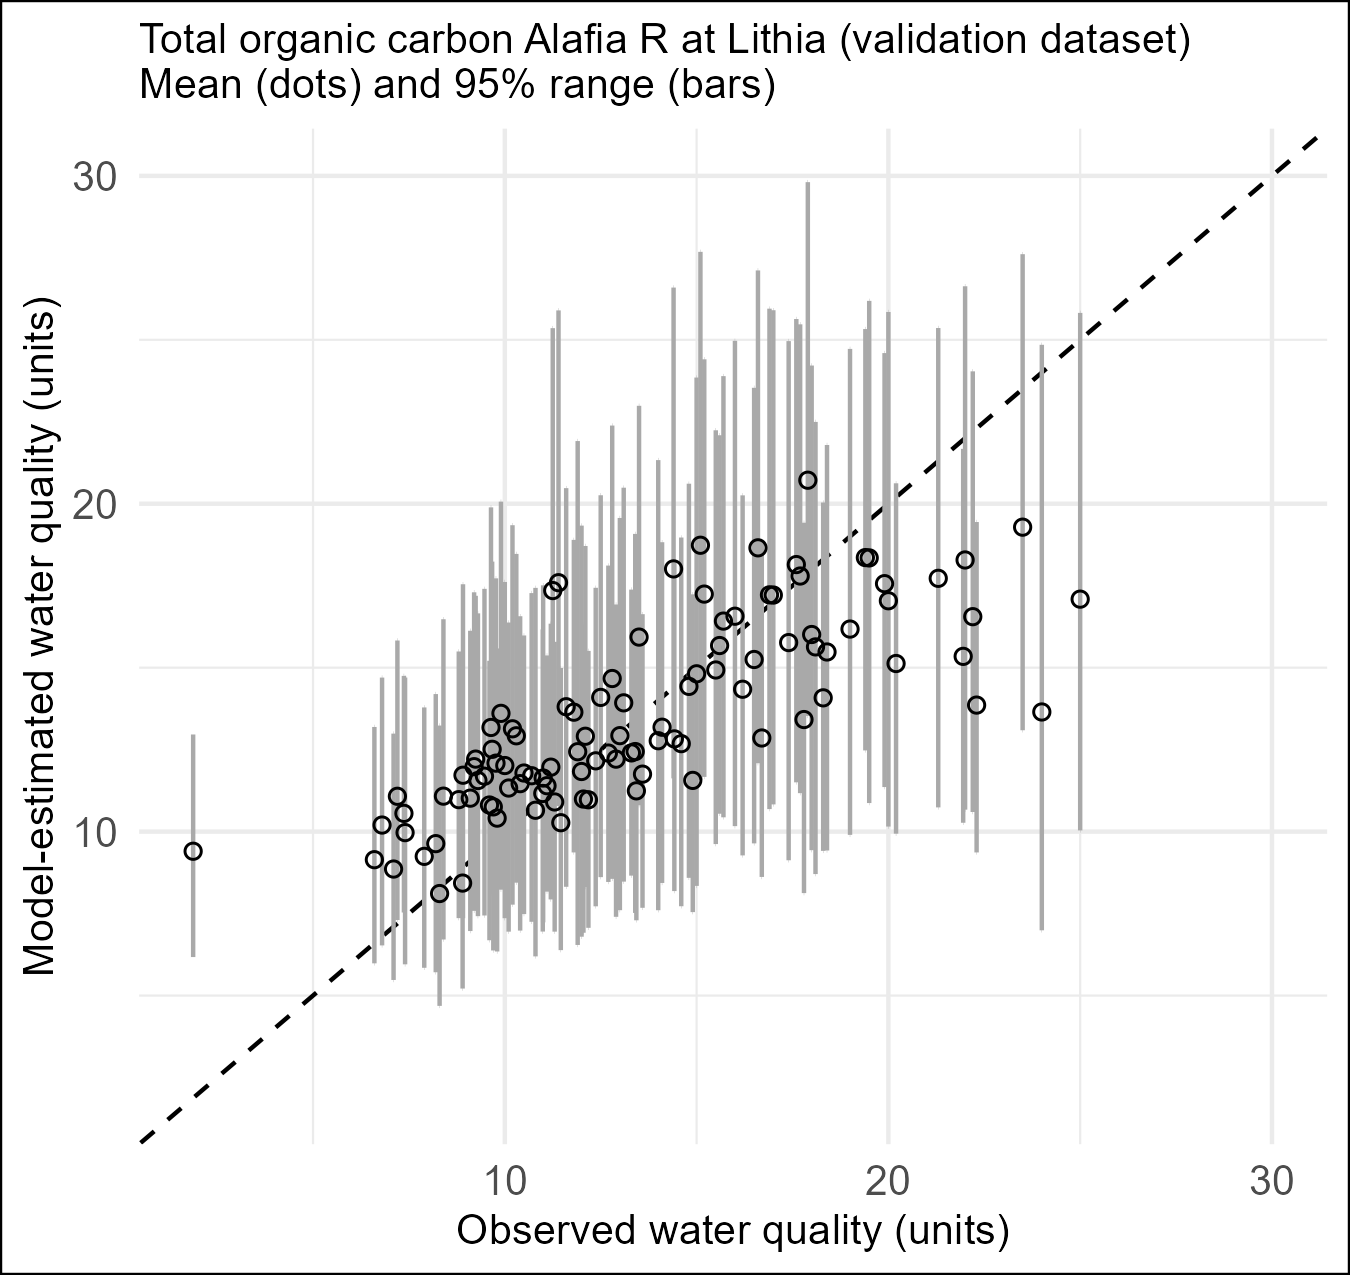 Total organic carbon Alafia R at Lithia (validation dataset)
Mean (dots) and 95% range (bars)
Model-estimated water quality (units)
30
20
10
10
20
30
Observed water quality (units)